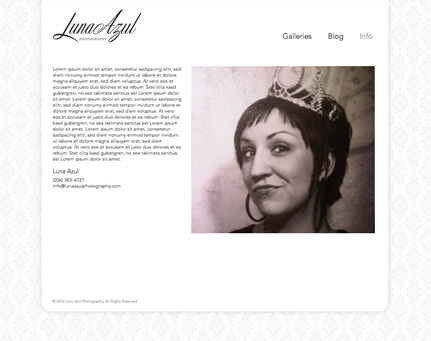 Luna Azul
PHOTOGRAPHY
Galleries Blog Info
Lorem ipsum dolor sit amet, consetetur sadipscing elitr, sed
diam nonumy eirmod tempor invidunt ut labore et dolore
magna aliquyam erat, sed diam voluptua. At vero eos et
accusam et justo duo dolores et ea rebum. Stet clita kasd
gubergren, no sea takimata sanctus est Lorem ipsum dolor
sit amet. Lorem ipsum dolor sit amet, consetetur sadipscing
elitr, sed diam nonumy eirmod tempor invidunt ut labore et
dolore magna aliquyam erat, sed diam voluptua. At vero
eos et accusam et justo duo dolores et ea rebum. Stet clita
kasd gubergren, no sea takimata sanctus est Lorem ipsum
dolor sit amet. Lorem ipsum dolor sit amet, consetetur
sadipscing elitr, sed diam nonumy eirmod tempor invidunt
ut labore et dolore magna aliquyam erat, sed diam
voluptua. At vero eos et accusam et justo duo dolores et ea
rebum. Stet clita kasd gubergren, no sea takimata sanctus
est Lorem ipsum dolor sit amet.
Luna Azul
(206) 383-6721
info@lunaazulphotography.com
© 2016 Luna Azul Photography, All Rights Reserved